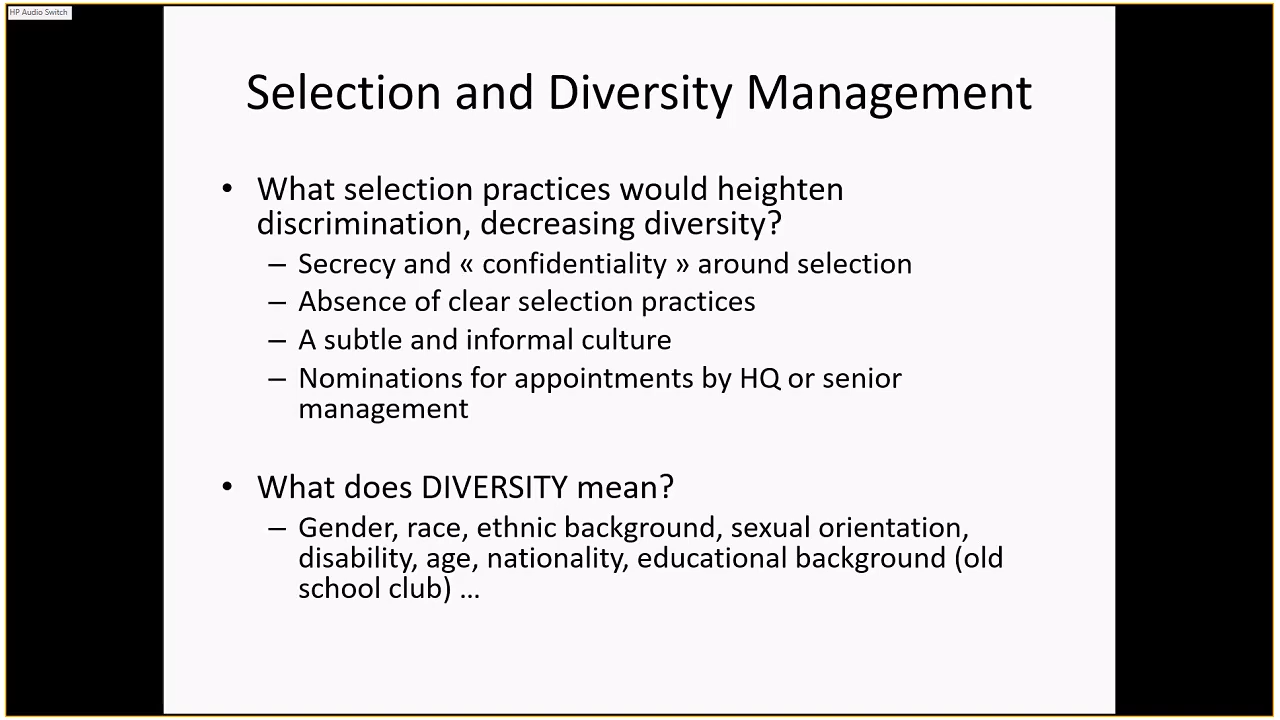 HP Audio Switch
Selection and Diversity Management
• What selection practices would heighten
discrimination, decreasing diversity?
– Secrecy and « confidentiality » around selection
– Absence of clear selection practices
– A subtle and informal culture
– Nominations for appointments by HQ or senior
management
• What does DIVERSITY mean?
– Gender, race, ethnic background, sexual orientation,
disability, age, nationality, educational background (old
school club) …